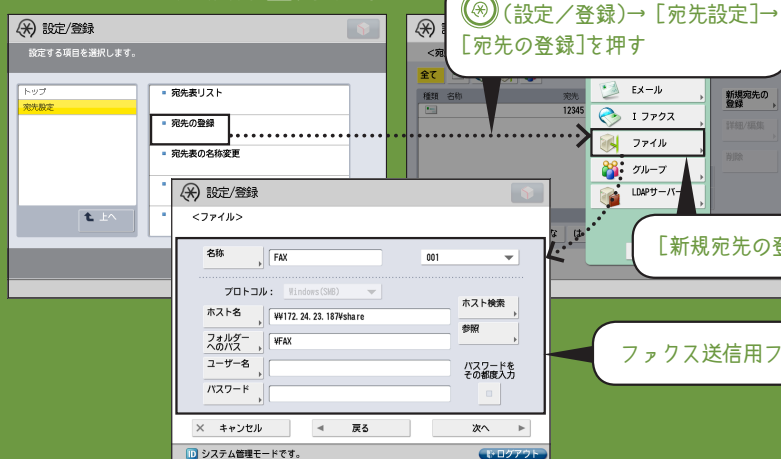 (設定／登録)→［宛先設定]→
[宛先の登録]を押す
設定/登録
設定する項目を選択します。
トップ
宛先設定
上へ
宛先表リスト
宛先の登録
宛先表の名称変更
全て
種類 名称 宛先
12345
Eメール
I ファクス
ファイル
グループ
LDAPサーバー
新規宛先の
登録
詳細/編集
削除
な
は
［新規宛先の登
設定/登録
<ファイル>
名称
FAX
001
プロトコル：
Windows(SMB)
ホスト名
¥¥172. 24. 23. 187¥share
ホスト検索
フォルダー
へのパス
¥FAX
参照
ユーザー名
パスワードを
その都度入力
パスワード
キャンセル
戻る
次へ
ID システム管理モードです。
ログアウト
ファクス送信用フ